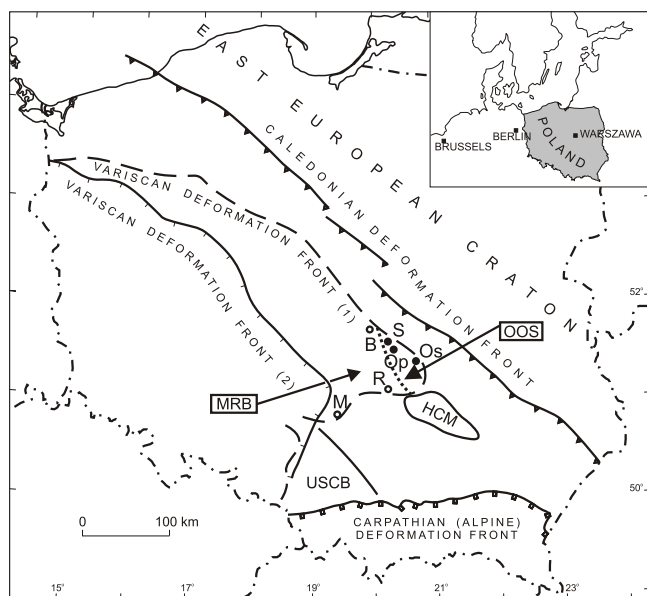 EAST EUROPEAN CRATON
CALEDONIAN DEFORMATION FRONT
VARISCAN DEFORMATION FRONT (1)
VARISCAN DEFORMATION FRONT (2)
BRUSSELS
BERLIN
WARSZAWA
POLAND
52°
50°
B
S
Op
Os
OOS
R
MRB
M
HCM
USCB
0 100 km
CARPATHIAN (ALPINE)
DEFORMATION FRONT
15° 17° 19 21° 23°